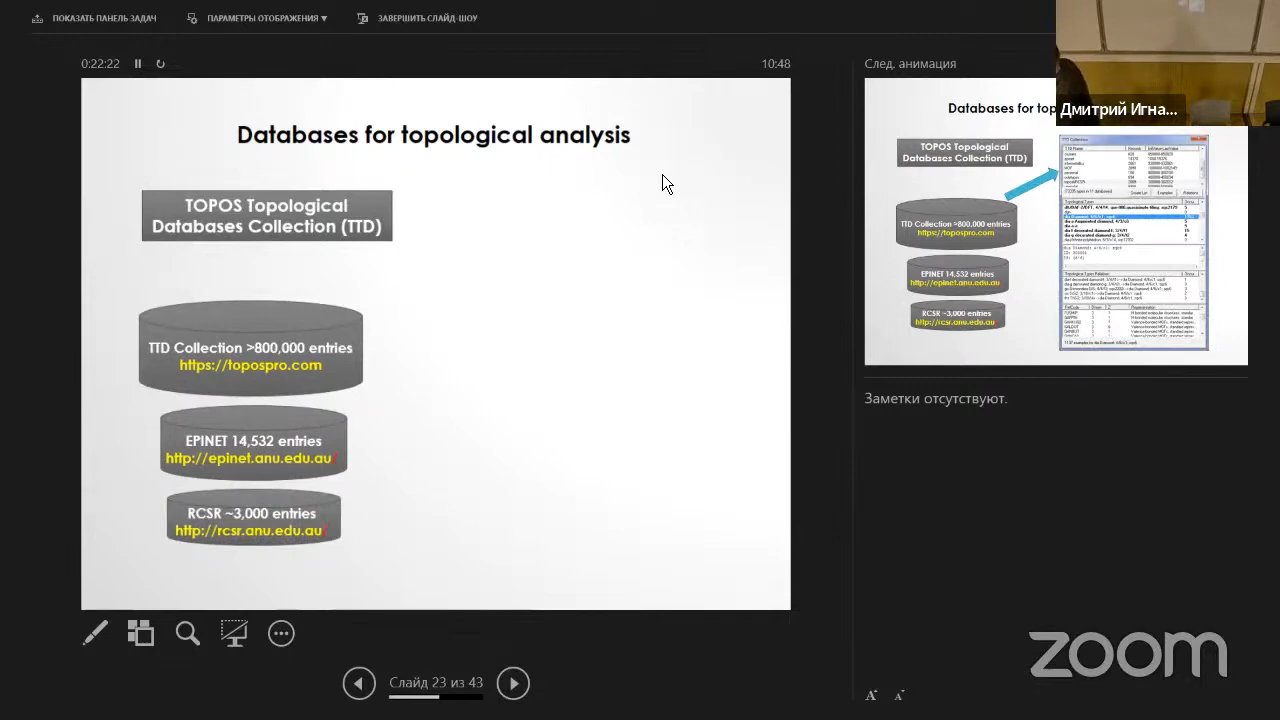 ПОКАЗАТЬ ПАНЕЛЬ ЗАДАЧ
ПАРАМЕТРЫ ОТОБРАЖЕНИЯ ▾
ЗАВЕРШИТЬ СЛАЙД-ШОУ
0:22:22
10:48
Databases for topological analysis
TOPOS Topological
Databases Collection (TTD)
TTD Collection >800,000 entries
https://topospro.com
EPINET 14,532 entries
http://epinet.anu.edu.au/
RCSR ~3,000 entries
http://rcsr.anu.edu.au/
Слайд 23 из 43
След. анимация
Дмитрий Игна...
Databases for top
TOPOS Topological
Databases Collection (TTD)
TTD Collection >800,000 entries
https://topospro.com
EPINET 14,532 entries
http://epinet.anu.edu.au
RCSR ~3,000 entries
http://rcsr.anu.edu.au
Заметки отсутствуют.
zoom